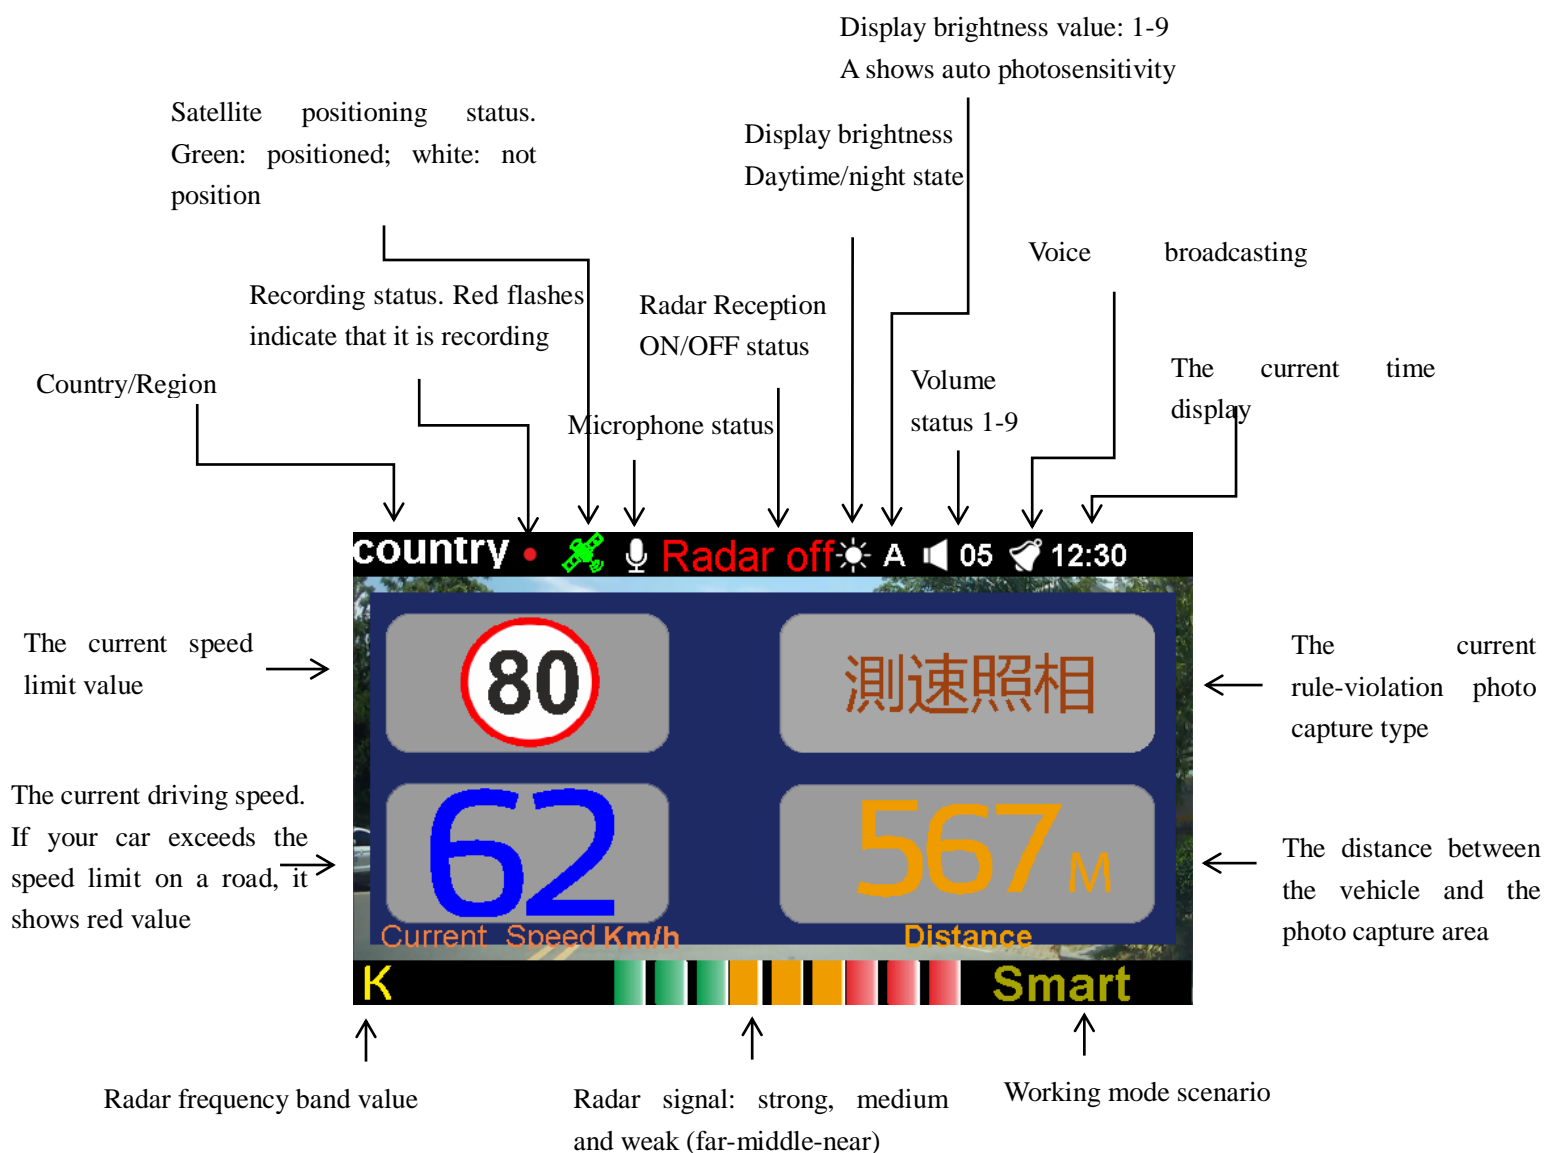 Display brightness value: 1-9
A shows auto photosensitivity
Satellite positioning status.
Green: positioned; white: not
position
Display brightness
Daytime/night state
Voice broadcasting
Recording status. Red flashes
indicate that it is recording
Radar Reception
ON/OFF status
Country/Region
Microphone status
Volume
status 1-9
The current time
display
country Radar off A 05 12:30
The current speed
limit value
80
測速照相
The current
rule-violation photo
capture type
The current driving speed.
If your car exceeds the
speed limit on a road, it
shows red value
62
567 M
The distance between
the vehicle and the
photo capture area
Current Speed Km/h
Distance
K
Smart
Radar frequency band value
Radar signal: strong, medium
and weak (far-middle-near)
Working mode scenario